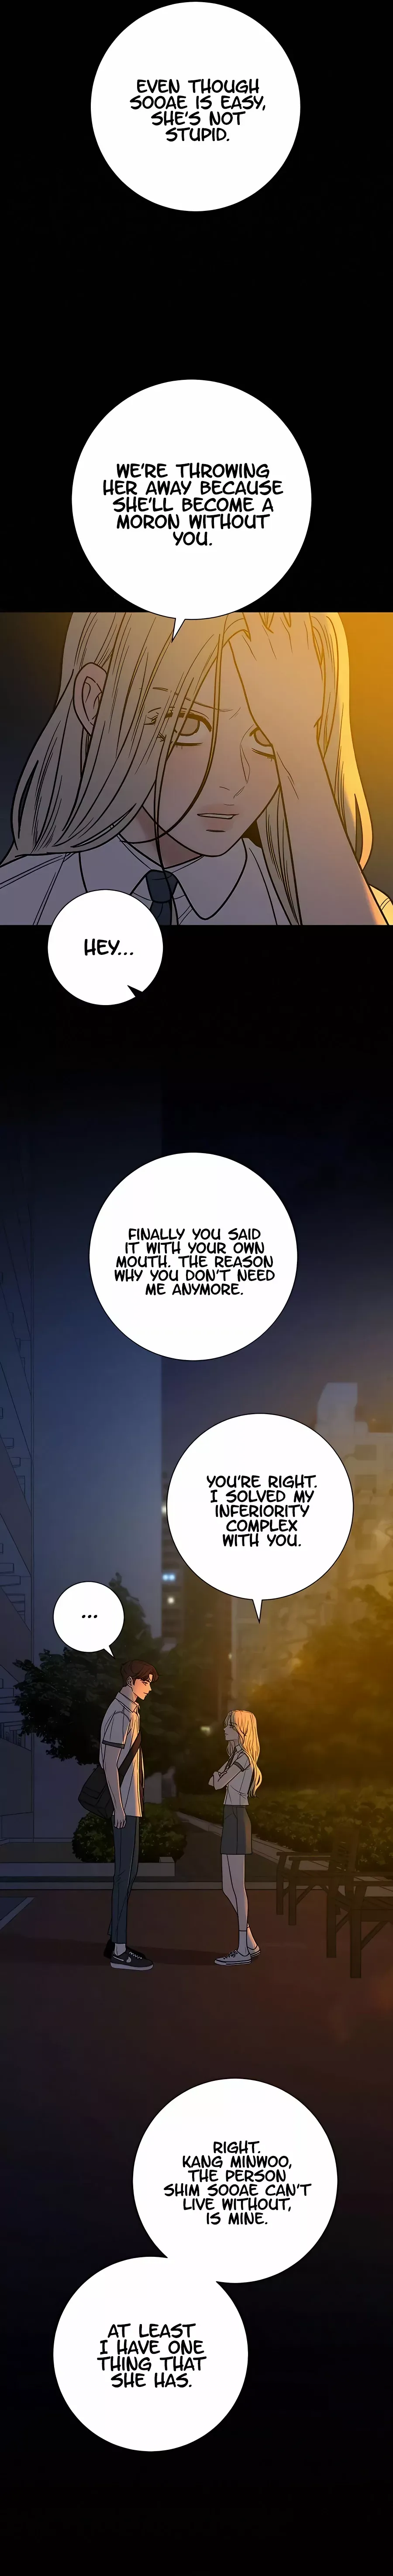 EVEN THOUGH
SOOAE IS EASY,
SHE'S NOT
STUPID.
WE'RE THROWING
HER AWAY BECAUSE
SHE'LL BECOME A
MORON WITHOUT
YOU.
HEY...
FINALLY YOU SAID
IT WITH YOUR OWN
MOUTH. THE REASON
WHY YOU DON'T NEED
ME ANYMORE.
YOU'RE RIGHT.
I SOLVED MY
INFERIORITY
COMPLEX
WITH YOU.
...
RIGHT.
KANG MINWOO,
THE PERSON
SHIM SOOAE CAN'T
LIVE WITHOUT,
IS MINE.
AT LEAST
I HAVE ONE
THING THAT
SHE HAS.